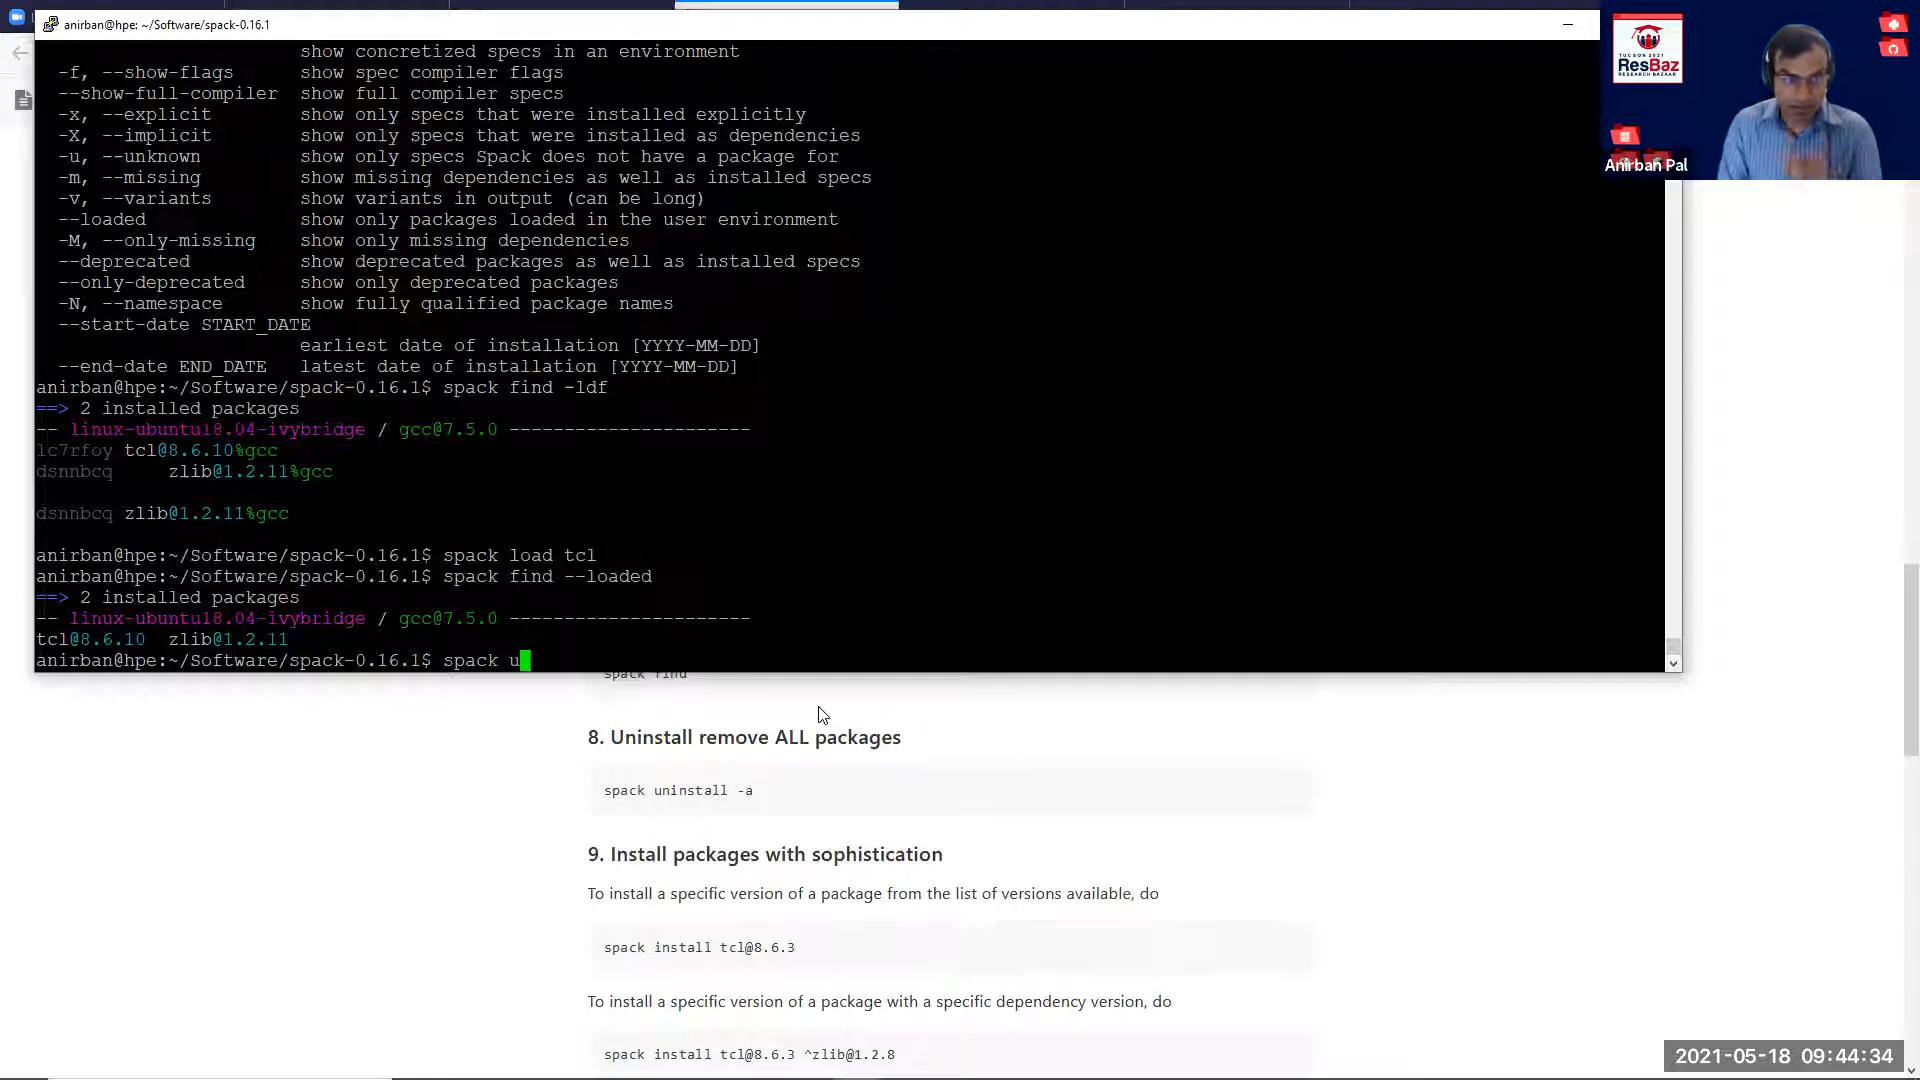 anirban@hpe: ~/Software/spack-0.16.1
show concretized specs in an environment
-f, --show-flags show spec compiler flags
--show-full-compiler show full compiler specs
-x, --explicit show only specs that were installed explicitly
-X, --implicit show only specs that were installed as dependencies
-u, --unknown show only specs Spack does not have a package for
-m, --missing show missing dependencies as well as installed specs
-v, --variants show variants in output (can be long)
--loaded show only packages loaded in the user environment
-M, --only-missing show only missing dependencies
--deprecated show deprecated packages as well as installed specs
--only-deprecated show only deprecated packages
-N, --namespace show fully qualified package names
--start-date START_DATE
earliest date of installation [YYYY-MM-DD]
--end-date END_DATE latest date of installation [YYYY-MM-DD]
anirban@hpe:~/Software/spack-0.16.1$ spack find -ldf
==> 2 installed packages
-- linux-ubuntu18.04-ivybridge / gcc@7.5.0 ----------------------
lc7rfoy tcl@8.6.10%gcc
dsnnbcq zlib@1.2.11%gcc
dsnnbcq zlib@1.2.11%gcc
anirban@hpe:~/Software/spack-0.16.1$ spack load tcl
anirban@hpe:~/Software/spack-0.16.1$ spack find --loaded
==> 2 installed packages
-- linux-ubuntu18.04-ivybridge / gcc@7.5.0 ----------------------
tcl@8.6.10 zlib@1.2.11
anirban@hpe:~/Software/spack-0.16.1$ spack u
TUCSON 2021
ResBaz
RESEARCH BAZAAR
Anirban Pal
spack find
8. Uninstall remove ALL packages
spack uninstall -a
9. Install packages with sophistication
To install a specific version of a package from the list of versions available, do
spack install tcl@8.6.3
To install a specific version of a package with a specific dependency version, do
spack install tcl@8.6.3 ^zlib@1.2.8
2021-05-18 09:44:34